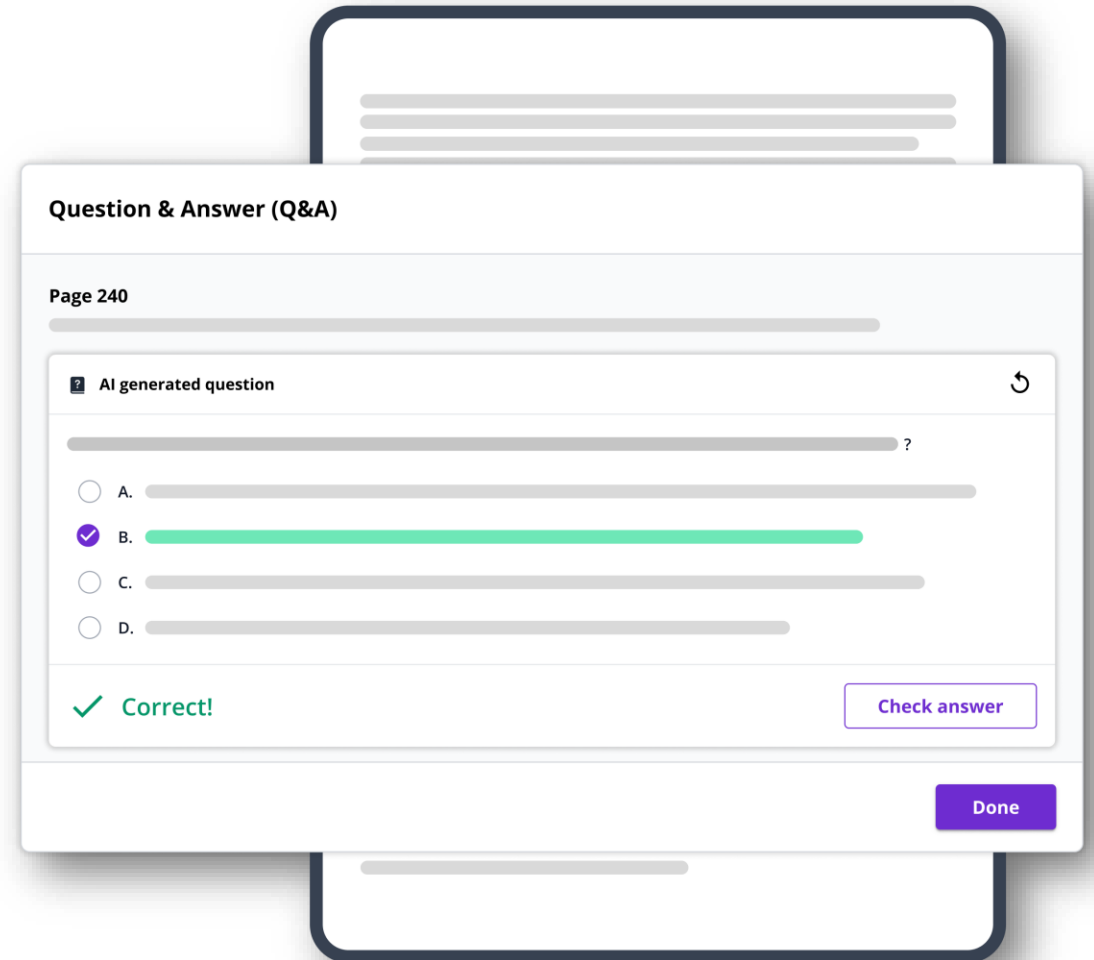 Question & Answer (Q&A)
Page 240
? AI generated question
?
A.
B.
C.
D.
Correct!
Check answer
Done